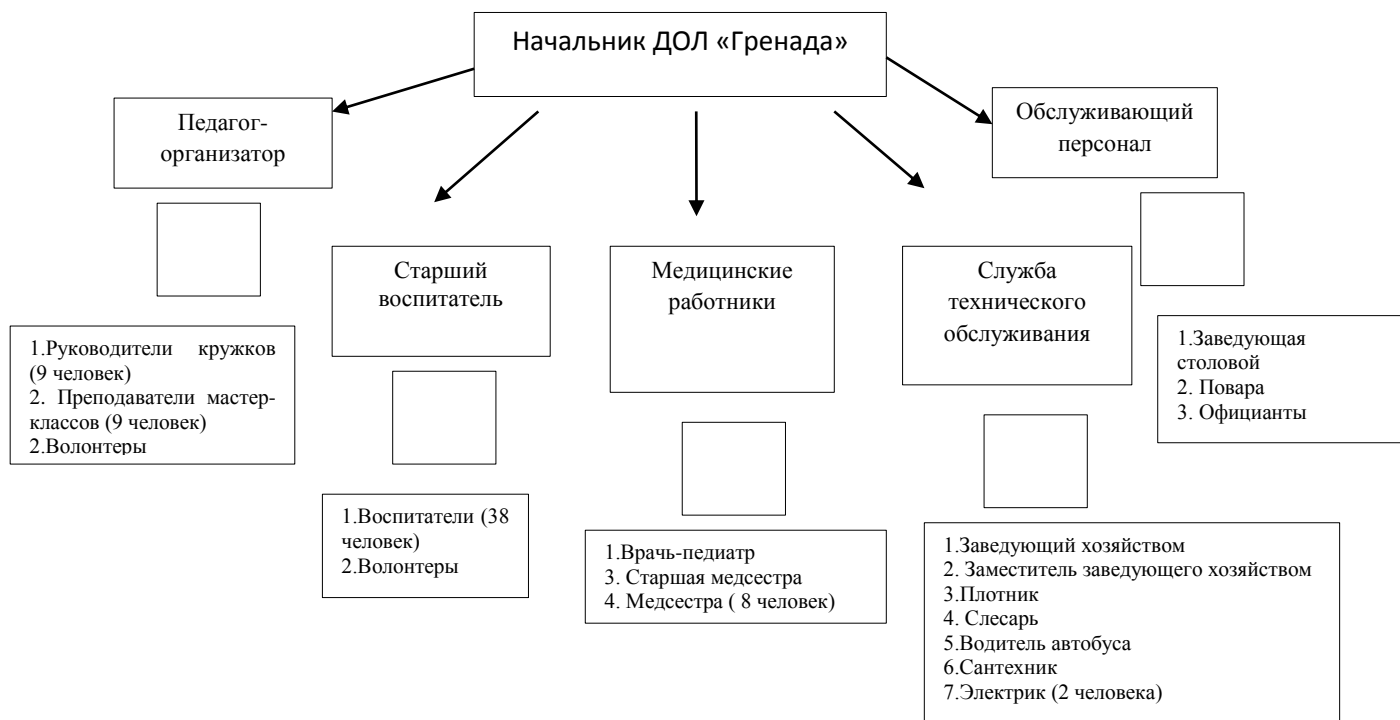 Начальник ДОЛ «Гренада»
Педагог-
организатор
Обслуживающий
персонал
Старший
воспитатель
Медицинские
работники
Служба
технического
обслуживания
1.Руководители кружков
(9 человек)
2. Преподаватели мастер-
классов (9 человек)
2.Волонтеры
1.Заведующая
столовой
2. Повара
3. Официанты
1.Воспитатели (38
человек)
2.Волонтеры
1.Врачь-педиатр
3. Старшая медсестра
4. Медсестра ( 8 человек)
1.Заведующий хозяйством
2. Заместитель заведующего хозяйством
3.Плотник
4. Слесарь
5.Водитель автобуса
6.Сантехник
7.Электрик (2 человека)